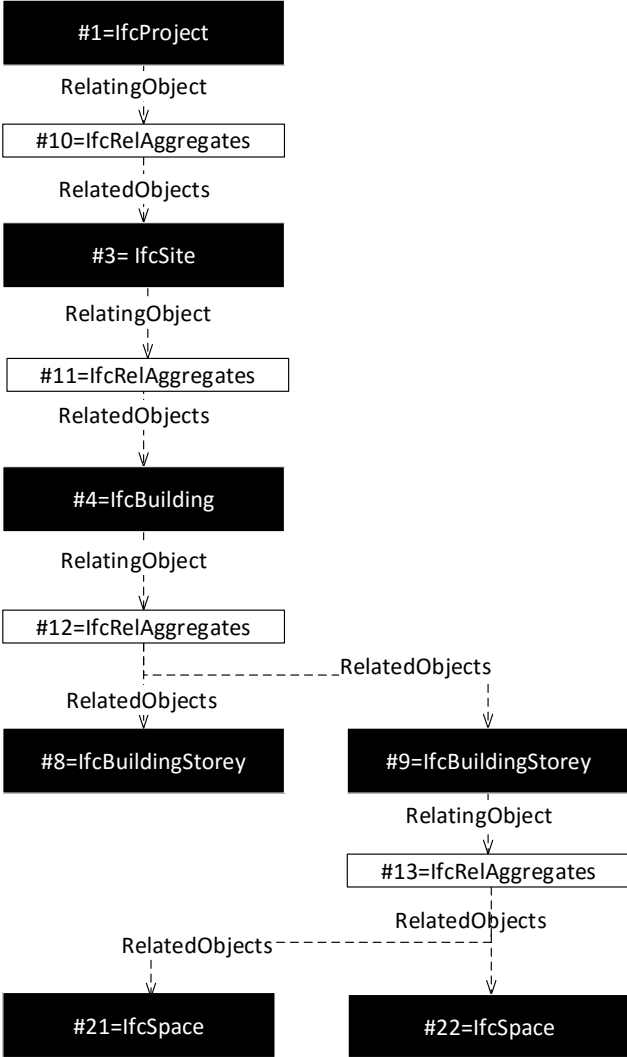 #1=IfcProject
RelatingObject
#10=IfcRelAggregates
RelatedObjects
#3= IfcSite
RelatingObject
#11=IfcRelAggregates
RelatedObjects
#4=IfcBuilding
RelatingObject
#12=IfcRelAggregates
RelatedObjects
RelatedObjects
#8=IfcBuildingStorey
#9=IfcBuildingStorey
RelatingObject
#13=IfcRelAggregates
RelatedObjects
RelatedObjects
#21=IfcSpace
#22=IfcSpace